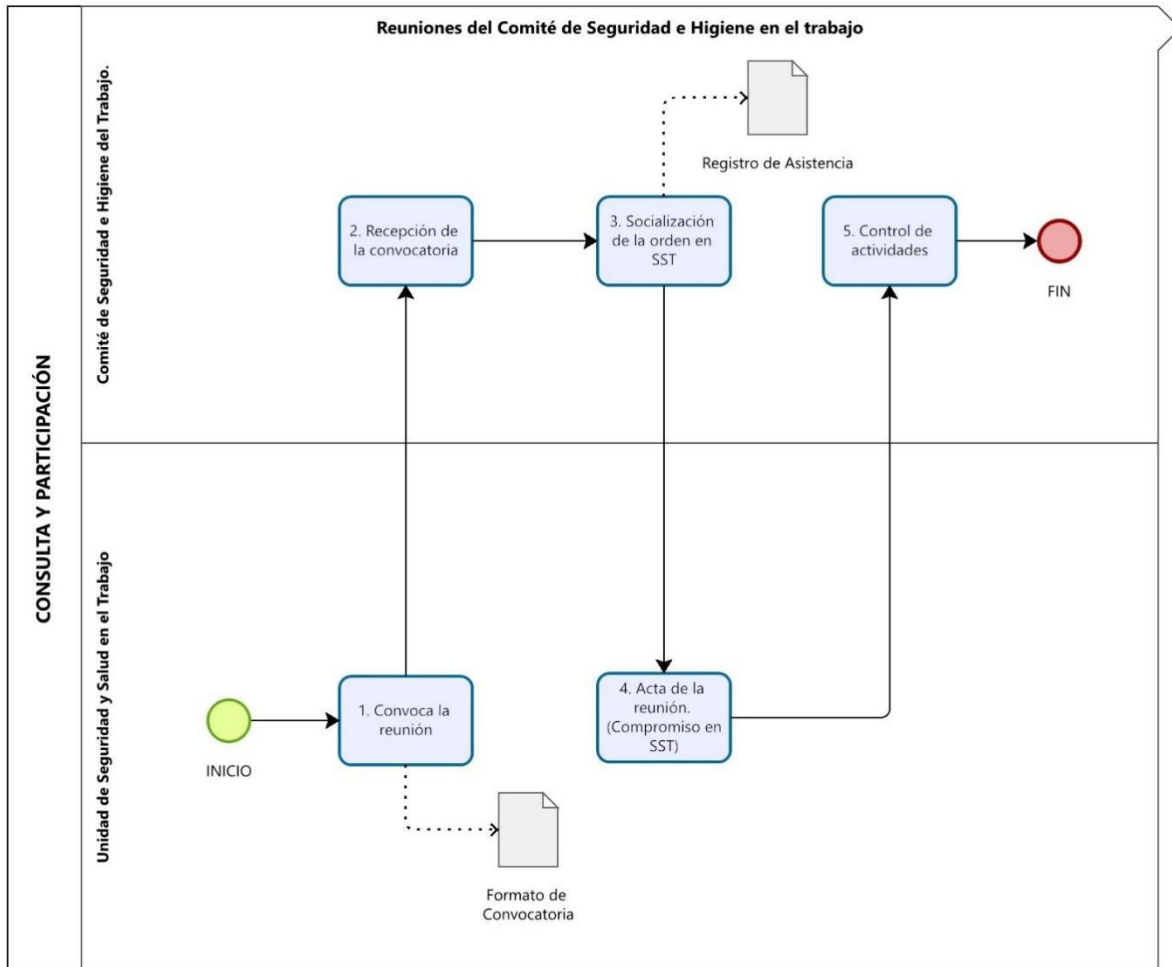 Reuniones del Comité de Seguridad e Higiene en el trabajo
CONSULTA Y PARTICIPACIÓN
Comité de Seguridad e Higiene del Trabajo.
Registro de Asistencia
2. Recepción de
la convocatoria
3. Socialización
de la orden en
SST
5. Control de
actividades
FIN
Unidad de Seguridad y Salud en el Trabajo
INICIO
1. Convoca la
reunión
4. Acta de la
reunión.
(Compromiso en
SST)
Formato de
Convocatoria